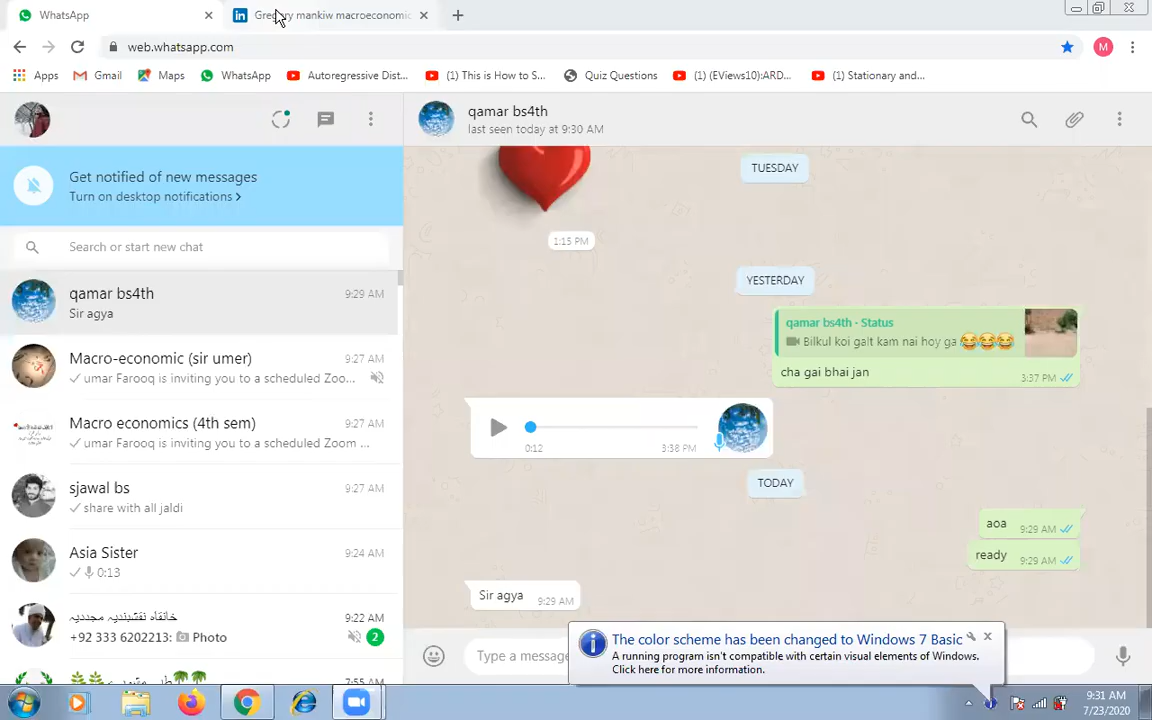 WhatsApp
Gregory mankiw macroeconomic
web.whatsapp.com
M
Apps
Gmail
Maps
WhatsApp
Autoregressive Dist...
(1) This is How to S...
Quiz Questions
(1) (EViews10):ARD...
(1) Stationary and...
qamar bs4th
last seen today at 9:30 AM
Get notified of new messages
Turn on desktop notifications >
Search or start new chat
qamar bs4th 9:29 AM
Sir agya
Macro-economic (sir umer) 9:27 AM
umar Farooq is inviting you to a scheduled Zoo...
Macro economics (4th sem) 9:27 AM
umar Farooq is inviting you to a scheduled Zoom ...
sjawal bs 9:27 AM
share with all jaldi
Asia Sister 9:24 AM
0:13
خانقاہ نقشبندیہ مجددیہ 9:22 AM
+92 333 6202213: Photo 2
7:55 AM
TUESDAY
1:15 PM
YESTERDAY
qamar bs4th · Status
Bilkul koi galt kam nai hoy ga 😂😂😂
cha gai bhai jan
3:37 PM
0:12 3:38 PM
TODAY
aoa 9:29 AM
ready 9:29 AM
Sir agya 9:29 AM
Type a message
The color scheme has been changed to Windows 7 Basic
A running program isn't compatible with certain visual elements of Windows.
Click here for more information.
9:31 AM
7/23/2020